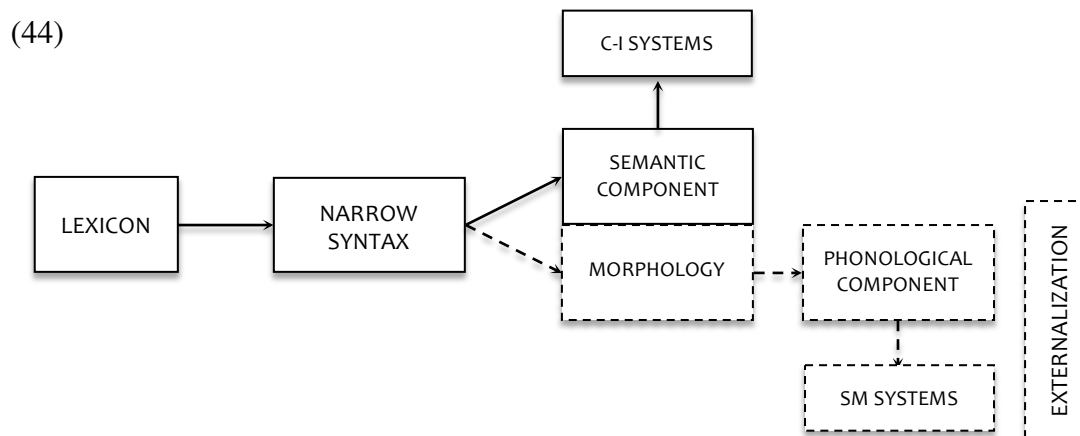 (44)
C-I SYSTEMS
SEMANTIC
COMPONENT
LEXICON
NARROW
SYNTAX
MORPHOLOGY
PHONOLOGICAL
COMPONENT
SM SYSTEMS
EXTERNALIZATION